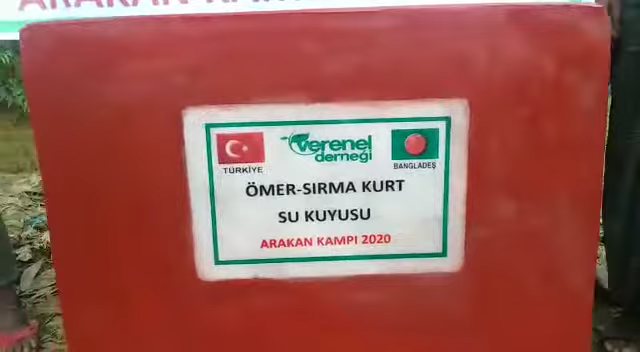 ARAKAN
verenel
derneği
TÜRKİYE
BANGLADEŞ
ÖMER-SIRMA KURT
SU KUYUSU
ARAKAN KAMPI 2020